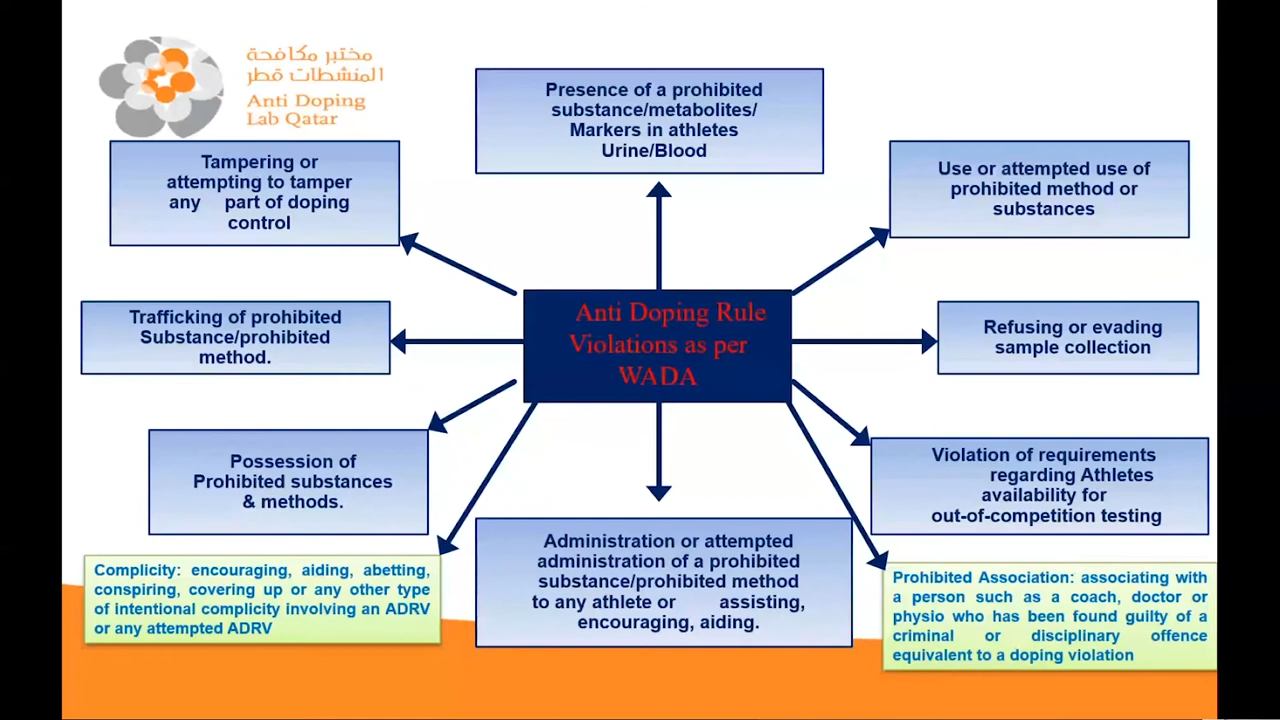 مختبر مكافحة
المنشطات قطر
Anti Doping
Lab Qatar
Presence of a prohibited
substance/metabolites/
Markers in athletes
Urine/Blood
Tampering or
attempting to tamper
any part of doping
control
Use or attempted use of
prohibited method or
substances
Trafficking of prohibited
Substance/prohibited
method.
Anti Doping Rule
Violations as per
WADA
Refusing or evading
sample collection
Possession of
Prohibited substances
& methods.
Violation of requirements
regarding Athletes
availability for
out-of-competition testing
Complicity: encouraging, aiding, abetting,
conspiring, covering up or any other type
of intentional complicity involving an ADRV
or any attempted ADRV
Administration or attempted
administration of a prohibited
substance/prohibited method
to any athlete or assisting,
encouraging, aiding.
Prohibited Association: associating with
a person such as a coach, doctor or
physio who has been found guilty of a
criminal or disciplinary offence
equivalent to a doping violation